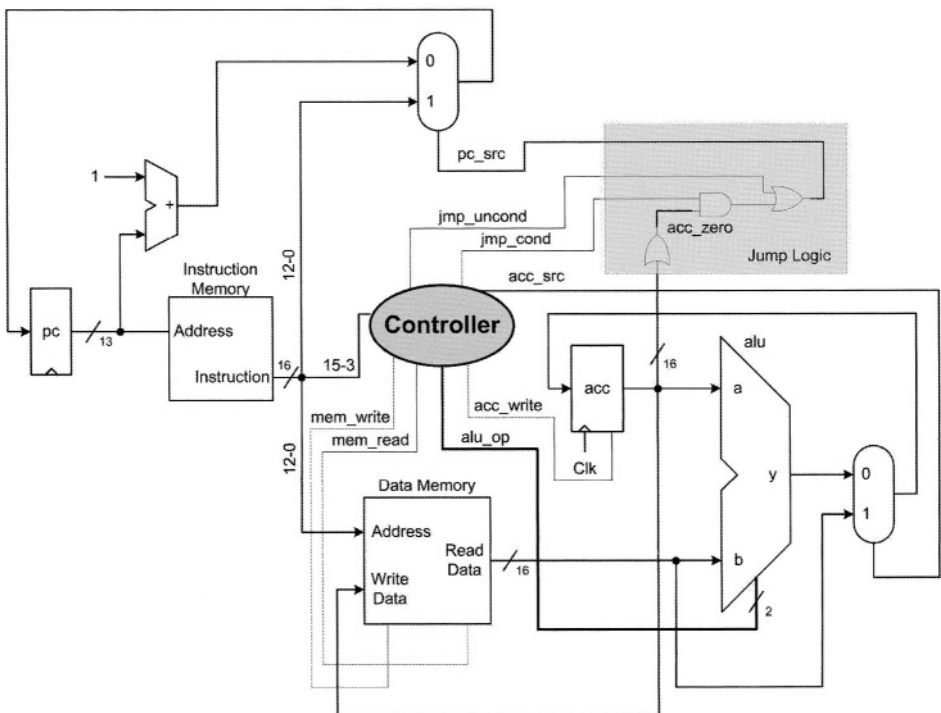 0
1
pc_src
1
+
jmp_uncond
acc_zero
jmp_cond
Jump Logic
12-0
acc_src
Instruction
Memory
Controller
pc
13
Address
alu
16
15-3
16
acc
a
Instruction
mem_write
acc_write
mem_read
alu_op
Clk
12-0
y
0
Data Memory
1
Address
Read
Data
16
b
Write
Data
2